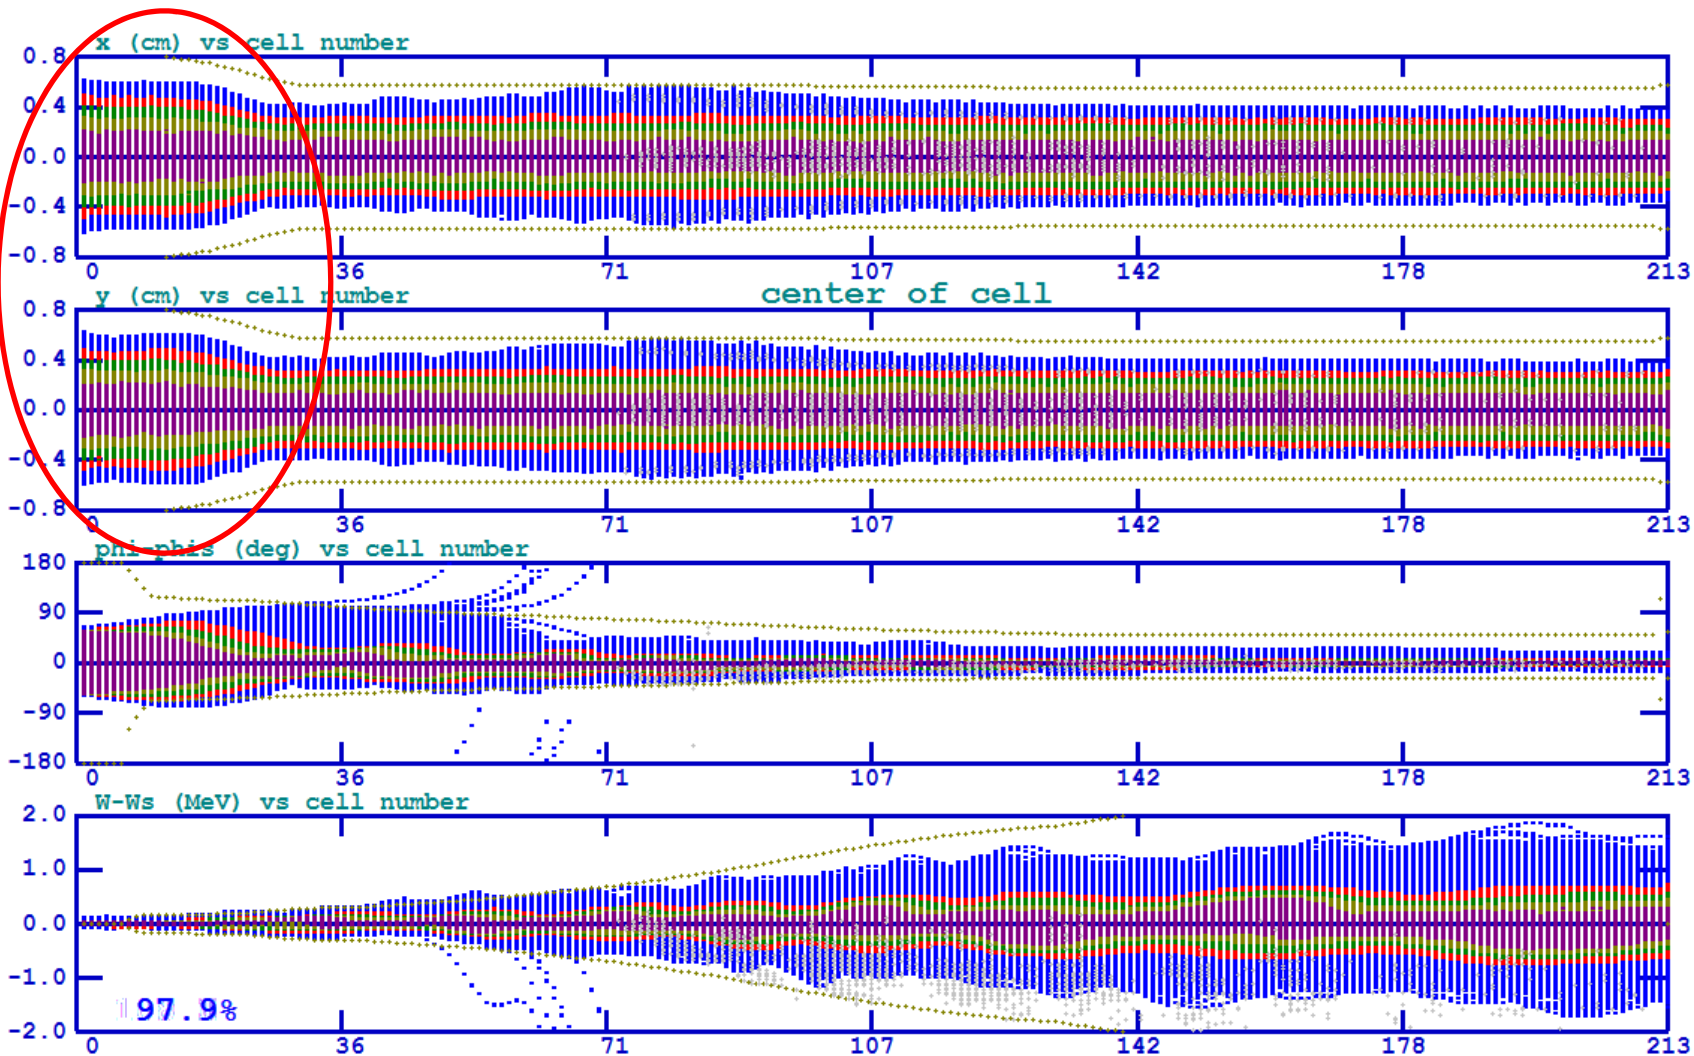 x (cm) vs cell number
0.8
0.4
0.0
-0.4
-0.8
0 36 71 107 142 178 213
y (cm) vs cell number
center of cell
0.8
0.4
0.0
-0.4
-0.8
0 36 71 107 142 178 213
phi-phis (deg) vs cell number
180
90
0
-90
-180
0 36 71 107 142 178 213
W-Ws (MeV) vs cell number
2.0
1.0
0.0
-1.0
97.9%
-2.0
0 36 71 107 142 178 213